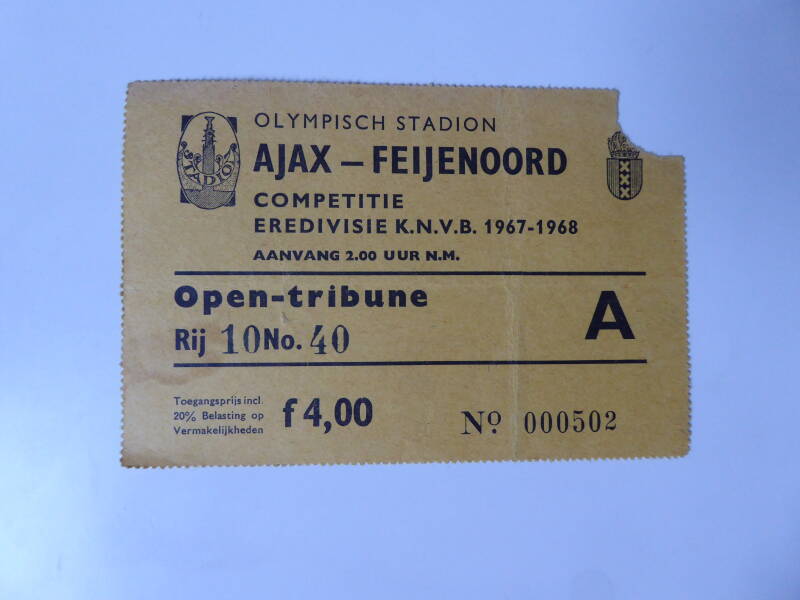 STADION
OLYMPISCH STADION
AJAX – FEIJENOORD
COMPETITIE
EREDIVISIE K.N.V.B. 1967-1968
AANVANG 2.00 UUR N.M.
Open-tribune
Rij 10 No. 40
A
Toegangsprijs incl.
20% Belasting op
Vermakelijkheden
f 4,00
Nº 000502